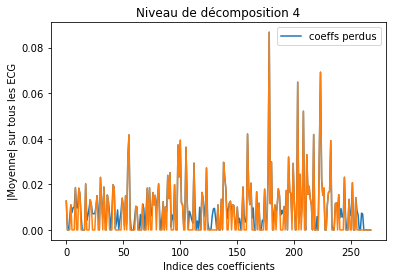 Niveau de décomposition 4
coeffs perdus
|Moyenne| sur tous les ECG
0.08
0.06
0.04
0.02
0.00
0 50 100 150 200 250
Indice des coefficients